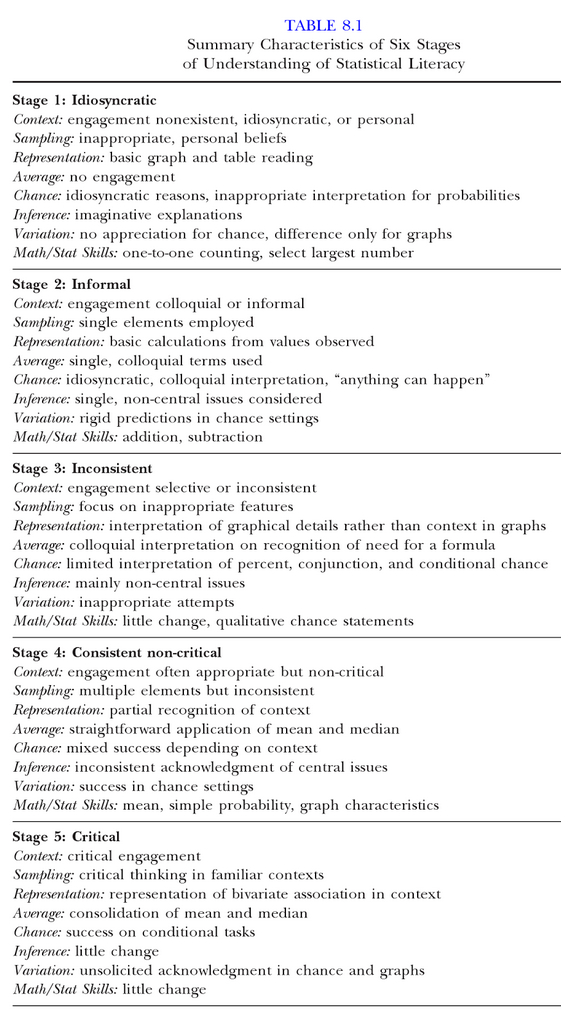 TABLE 8.1
Summary Characteristics of Six Stages
of Understanding of Statistical Literacy
Stage 1: Idiosyncratic
Context: engagement nonexistent, idiosyncratic, or personal
Sampling: inappropriate, personal beliefs
Representation: basic graph and table reading
Average: no engagement
Chance: idiosyncratic reasons, inappropriate interpretation for probabilities
Inference: imaginative explanations
Variation: no appreciation for chance, difference only for graphs
Math/Stat Skills: one-to-one counting, select largest number
Stage 2: Informal
Context: engagement colloquial or informal
Sampling: single elements employed
Representation: basic calculations from values observed
Average: single, colloquial terms used
Chance: idiosyncratic, colloquial interpretation, “anything can happen”
Inference: single, non-central issues considered
Variation: rigid predictions in chance settings
Math/Stat Skills: addition, subtraction
Stage 3: Inconsistent
Context: engagement selective or inconsistent
Sampling: focus on inappropriate features
Representation: interpretation of graphical details rather than context in graphs
Average: colloquial interpretation on recognition of need for a formula
Chance: limited interpretation of percent, conjunction, and conditional chance
Inference: mainly non-central issues
Variation: inappropriate attempts
Math/Stat Skills: little change, qualitative chance statements
Stage 4: Consistent non-critical
Context: engagement often appropriate but non-critical
Sampling: multiple elements but inconsistent
Representation: partial recognition of context
Average: straightforward application of mean and median
Chance: mixed success depending on context
Inference: inconsistent acknowledgment of central issues
Variation: success in chance settings
Math/Stat Skills: mean, simple probability, graph characteristics
Stage 5: Critical
Context: critical engagement
Sampling: critical thinking in familiar contexts
Representation: representation of bivariate association in context
Average: consolidation of mean and median
Chance: success on conditional tasks
Inference: little change
Variation: unsolicited acknowledgment in chance and graphs
Math/Stat Skills: little change